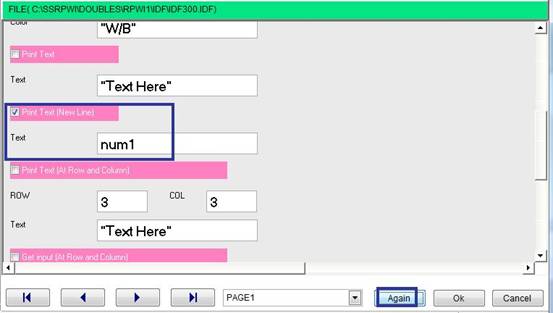 FILE( C:\SSRPWI\DOUBLES\RPWI1\IDF\IDF300.IDF)
Color
"W/B"
Print Text
Text "Text Here"
Print Text (New Line)
Text num1
Print Text (At Row and Column)
ROW 3 COL 3
Text "Text Here"
Get input (At Row and Column)
PAGE1 Again Ok Cancel